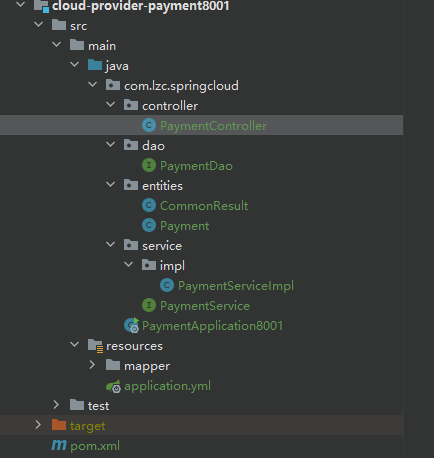 cloud-provider-payment8001
src
main
java
com.lzc.springcloud
controller
PaymentController
dao
PaymentDao
entities
CommonResult
Payment
service
impl
PaymentServiceImpl
PaymentService
PaymentApplication8001
resources
mapper
application.yml
test
target
pom.xml